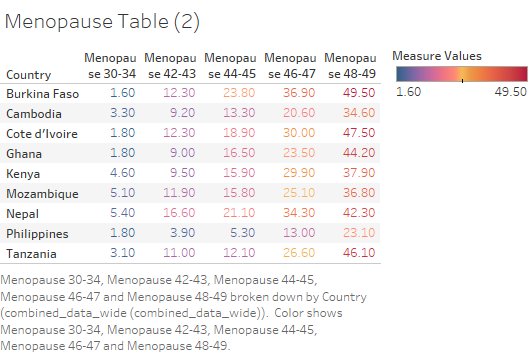 Menopause Table (2)
Menopau Menopau Menopau Menopau Menopau
Country se 30-34 se 42-43 se 44-45 se 46-47 se 48-49
Burkina Faso 1.60 12.30 23.80 36.90 49.50
Cambodia 3.30 9.20 13.30 20.60 34.60
Cote d'Ivoire 1.80 12.30 18.90 30.00 47.50
Ghana 1.80 9.00 16.50 23.50 44.20
Kenya 4.60 9.50 15.90 29.90 37.90
Mozambique 5.10 11.90 15.80 25.10 36.80
Nepal 5.40 16.60 21.10 34.30 42.30
Philippines 1.80 3.90 5.30 13.00 23.10
Tanzania 3.10 11.00 12.10 26.60 46.10
Measure Values
1.60 49.50
Menopause 30-34, Menopause 42-43, Menopause 44-45,
Menopause 46-47 and Menopause 48-49 broken down by Country
(combined_data_wide (combined_data_wide)). Color shows
Menopause 30-34, Menopause 42-43, Menopause 44-45,
Menopause 46-47 and Menopause 48-49.